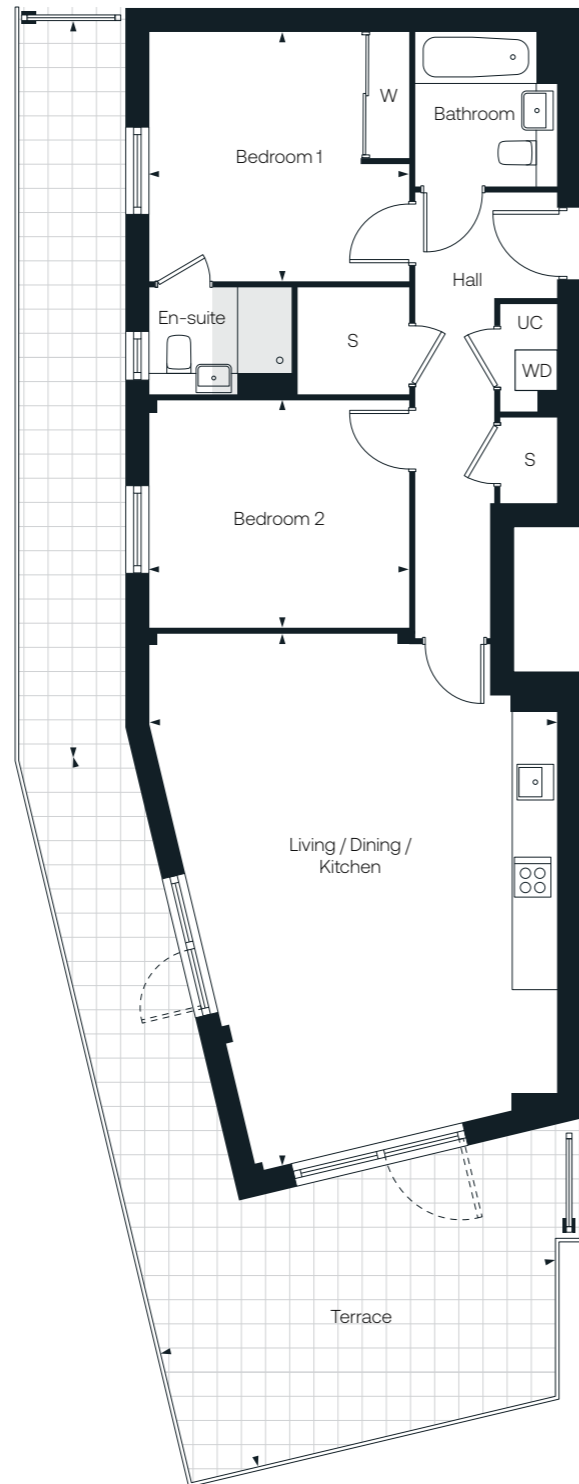 W
Bathroom
Bedroom 1
Hall
En-suite
UC
S
WD
S
Bedroom 2
Living / Dining /
Kitchen
Terrace